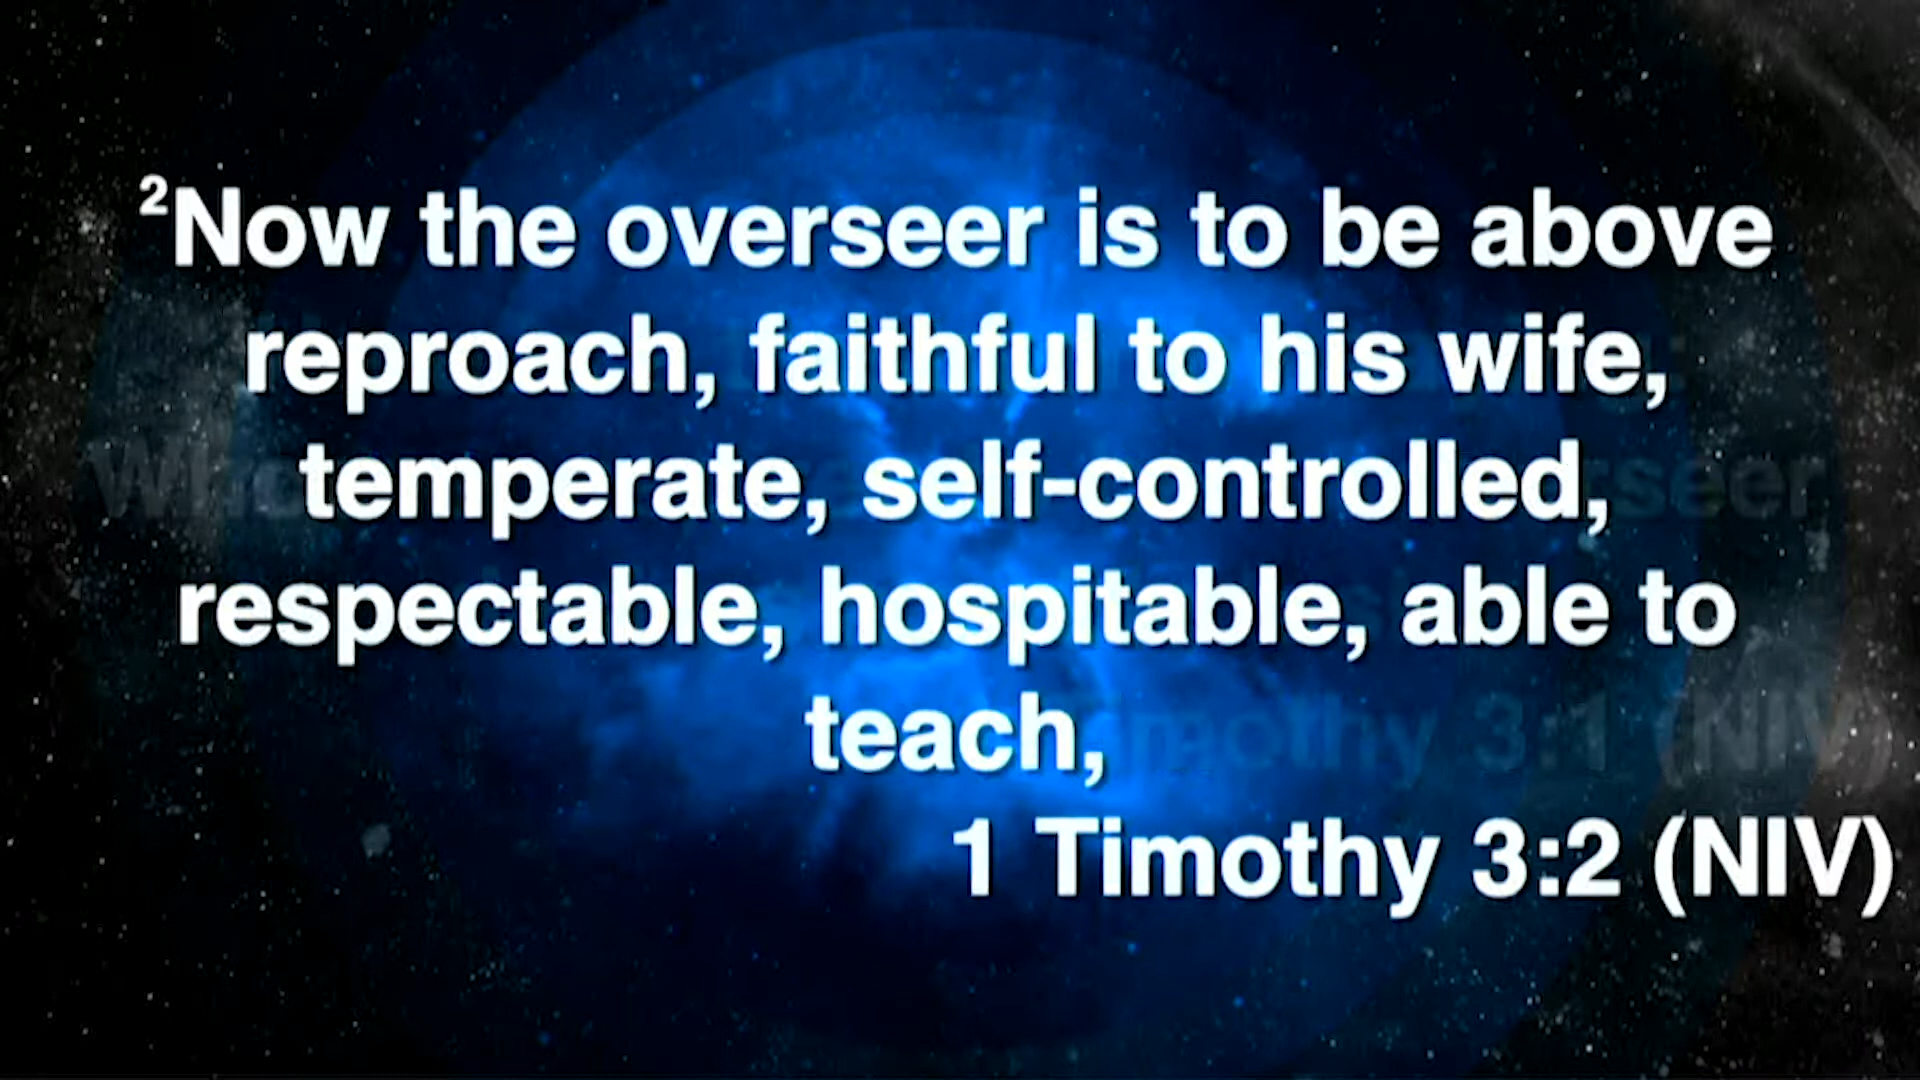 ²Now the overseer is to be above
reproach, faithful to his wife,
temperate, self-controlled,
respectable, hospitable, able to
teach,
1 Timothy 3:2 (NIV)